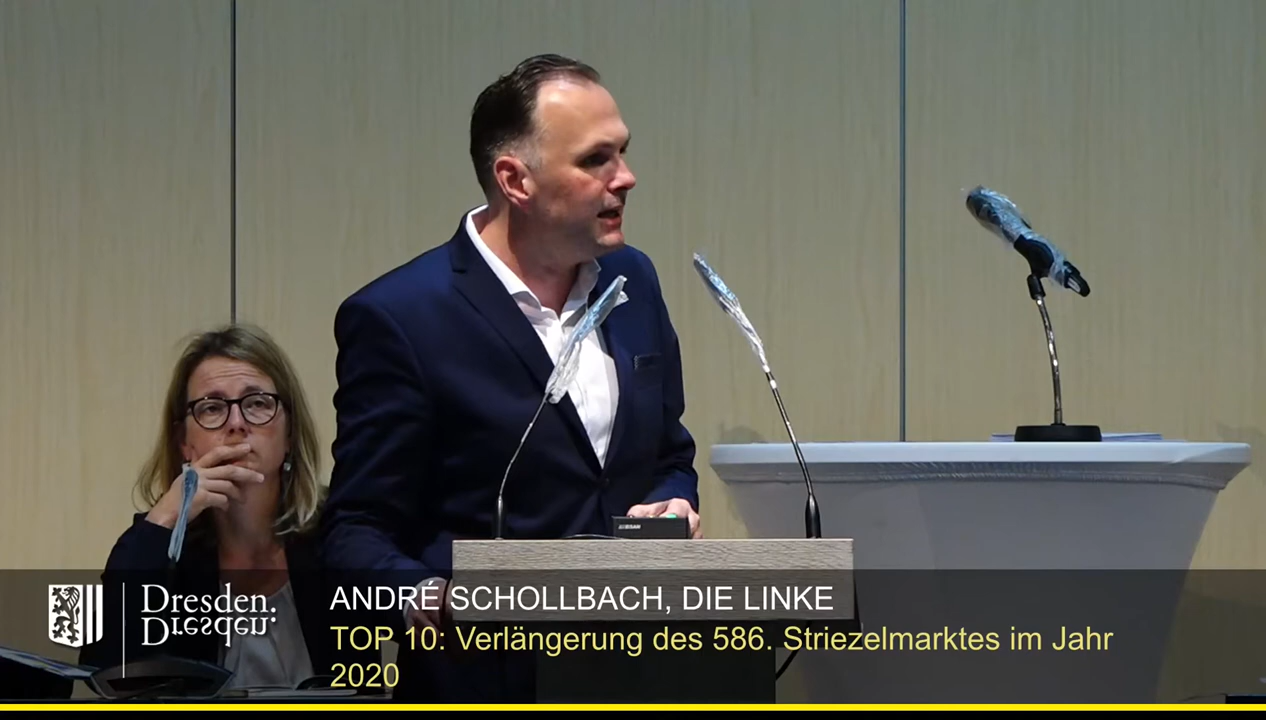 ANDRÉ SCHOLLBACH, DIE LINKE
Dresden.
Dresden.
TOP 10: Verlängerung des 586. Striezelmarktes im Jahr
2020